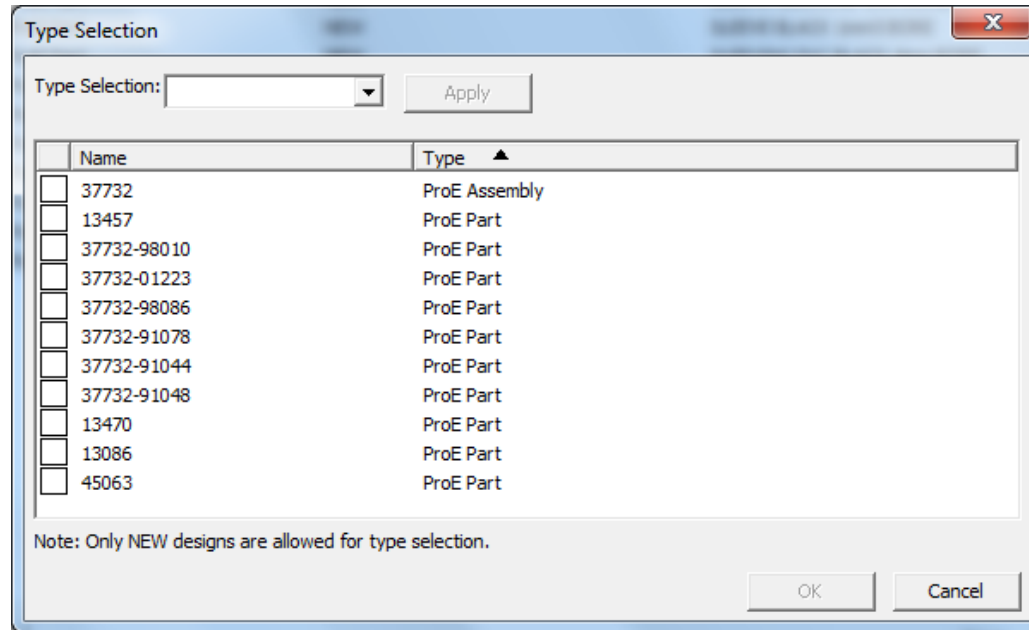 Type Selection
Type Selection: Apply
Name Type
37732 ProE Assembly
13457 ProE Part
37732-98010 ProE Part
37732-01223 ProE Part
37732-98086 ProE Part
37732-91078 ProE Part
37732-91044 ProE Part
37732-91048 ProE Part
13470 ProE Part
13086 ProE Part
45063 ProE Part
Note: Only NEW designs are allowed for type selection.
OK Cancel